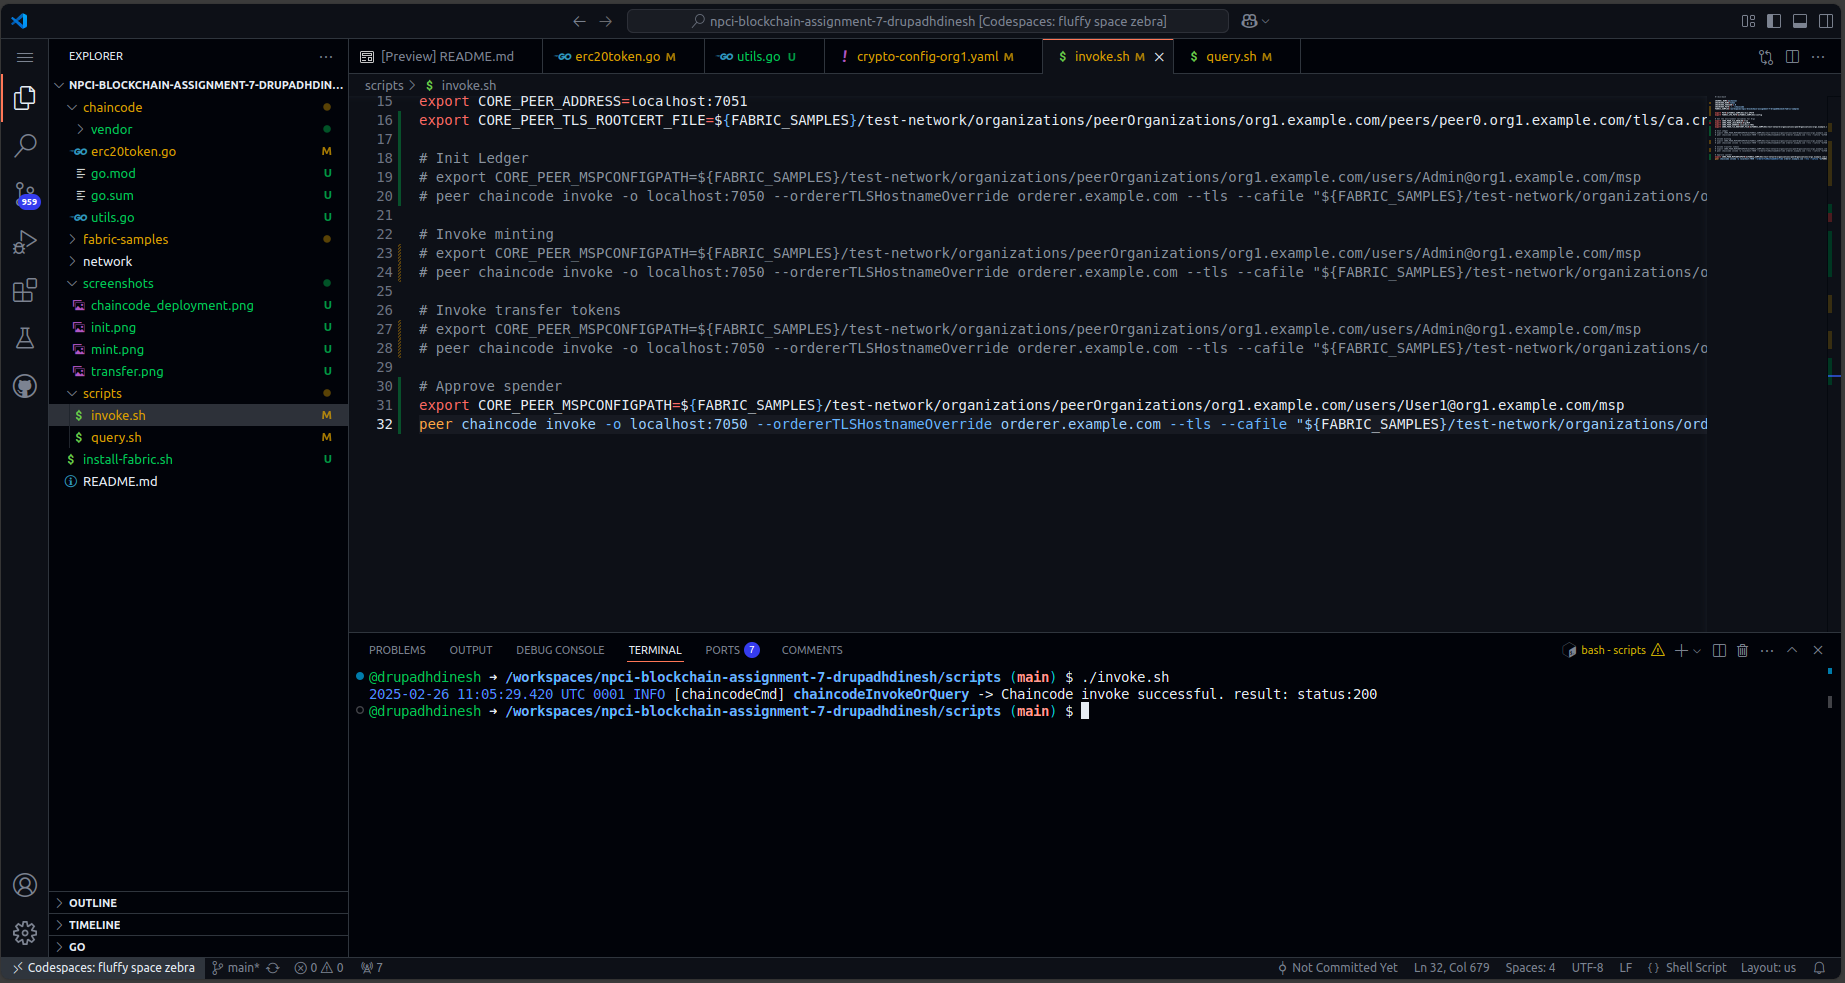 npci-blockchain-assignment-7-drupadhdinesh [Codespaces: fluffy space zebra]
EXPLORER
[Preview] README.md
erc20token.go M
utils.go U
! crypto-config-org1.yaml M
$ invoke.sh M
$ query.sh M
NPCI-BLOCKCHAIN-ASSIGNMENT-7-DRUPADHDIN...
chaincode
vendor
erc20token.go M
go.mod U
go.sum U
utils.go U
fabric-samples
network
screenshots
chaincode_deployment.png U
init.png U
mint.png U
transfer.png U
scripts
$ invoke.sh M
$ query.sh M
$ install-fabric.sh U
README.md
959
OUTLINE
TIMELINE
GO
scripts > $ invoke.sh
15 export CORE_PEER_ADDRESS=localhost:7051
16 export CORE_PEER_TLS_ROOTCERT_FILE=${FABRIC_SAMPLES}/test-network/organizations/peerOrganizations/org1.example.com/peers/peer0.org1.example.com/tls/ca.cr
17
18 # Init Ledger
19 # export CORE_PEER_MSPCONFIGPATH=${FABRIC_SAMPLES}/test-network/organizations/peerOrganizations/org1.example.com/users/Admin@org1.example.com/msp
20 # peer chaincode invoke -o localhost:7050 --ordererTLSHostnameOverride orderer.example.com --tls --cafile "${FABRIC_SAMPLES}/test-network/organizations/o
21
22 # Invoke minting
23 # export CORE_PEER_MSPCONFIGPATH=${FABRIC_SAMPLES}/test-network/organizations/peerOrganizations/org1.example.com/users/Admin@org1.example.com/msp
24 # peer chaincode invoke -o localhost:7050 --ordererTLSHostnameOverride orderer.example.com --tls --cafile "${FABRIC_SAMPLES}/test-network/organizations/o
25
26 # Invoke transfer tokens
27 # export CORE_PEER_MSPCONFIGPATH=${FABRIC_SAMPLES}/test-network/organizations/peerOrganizations/org1.example.com/users/Admin@org1.example.com/msp
28 # peer chaincode invoke -o localhost:7050 --ordererTLSHostnameOverride orderer.example.com --tls --cafile "${FABRIC_SAMPLES}/test-network/organizations/o
29
30 # Approve spender
31 export CORE_PEER_MSPCONFIGPATH=${FABRIC_SAMPLES}/test-network/organizations/peerOrganizations/org1.example.com/users/User1@org1.example.com/msp
32 peer chaincode invoke -o localhost:7050 --ordererTLSHostnameOverride orderer.example.com --tls --cafile "${FABRIC_SAMPLES}/test-network/organizations/ord
PROBLEMS OUTPUT DEBUG CONSOLE TERMINAL PORTS 7 COMMENTS
bash - scripts
@drupadhdinesh ➜ /workspaces/npci-blockchain-assignment-7-drupadhdinesh/scripts (main) $ ./invoke.sh
2025-02-26 11:05:29.420 UTC 0001 INFO [chaincodeCmd] chaincodeInvokeOrQuery -> Chaincode invoke successful. result: status:200
@drupadhdinesh ➜ /workspaces/npci-blockchain-assignment-7-drupadhdinesh/scripts (main) $
Codespaces: fluffy space zebra main* 0 0 7
Not Committed Yet Ln 32, Col 679 Spaces: 4 UTF-8 LF {} Shell Script Layout: us